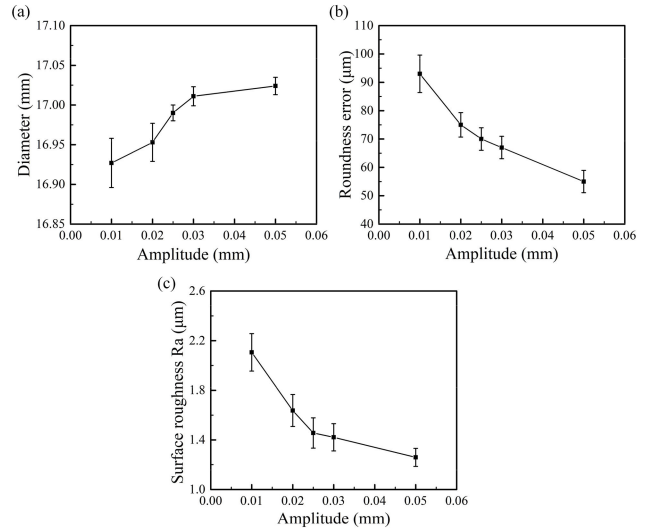 (a)
17.10
17.05
17.00
16.95
16.90
16.85
Diameter (mm)
0.00 0.01 0.02 0.03 0.04 0.05 0.06
Amplitude (mm)
(b)
110
100
90
80
70
60
50
40
Roundness error (μm)
0.00 0.01 0.02 0.03 0.04 0.05 0.06
Amplitude (mm)
(c)
2.6
2.2
1.8
1.4
1.0
Surface roughness Ra (μm)
0.00 0.01 0.02 0.03 0.04 0.05 0.06
Amplitude (mm)